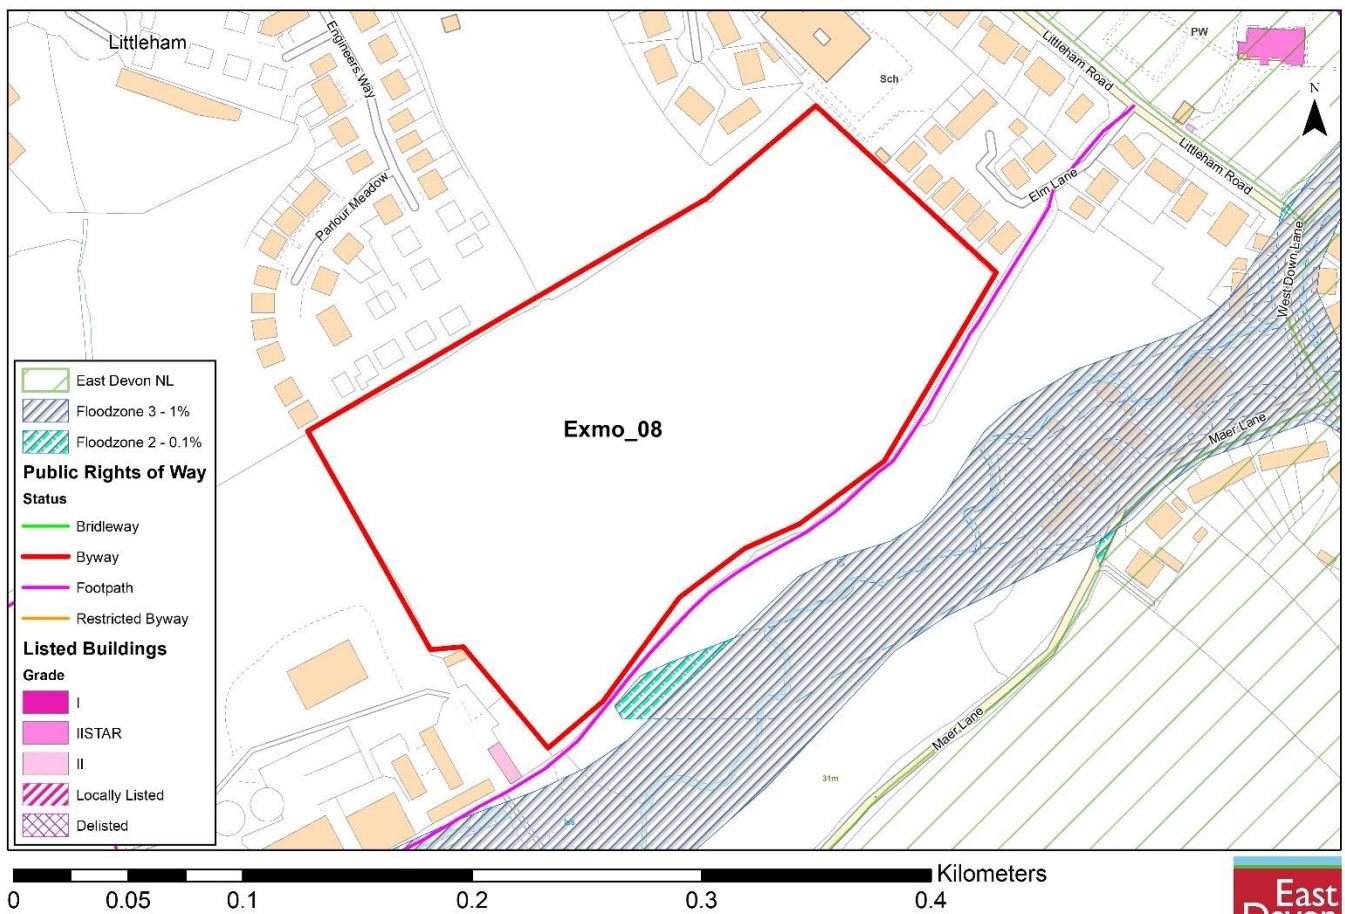 Littleham
Engineers Way
Parlour Meadow
Sch
PW
Littleham Road
Littleham Road
Elm Lane
West Down Lane
Maer Lane
Maer Lane
N
Exmo_08
31m
Iss
East Devon NL
Floodzone 3 - 1%
Floodzone 2 - 0.1%
Public Rights of Way
Status
Bridleway
Byway
Footpath
Restricted Byway
Listed Buildings
Grade
I
IISTAR
II
Locally Listed
Delisted
Kilometers
0 0.05 0.1 0.2 0.3 0.4
East
Devon